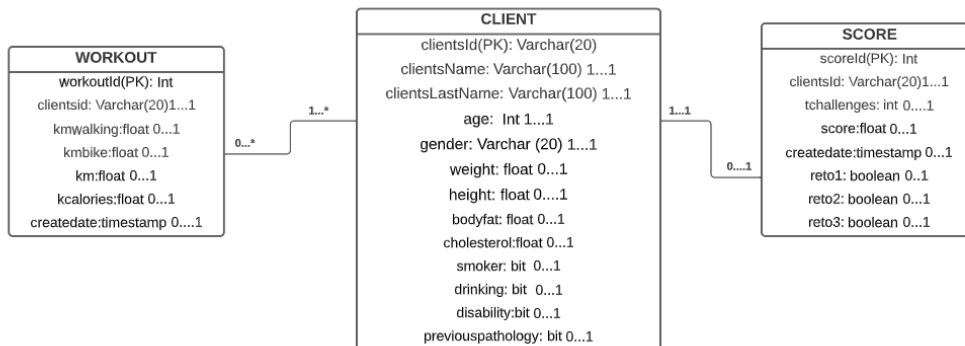 WORKOUT
workoutId(PK): Int
clientsid: Varchar(20)1...1
kmwalking:float 0...1
kmbike:float 0...1
km:float 0...1
kcalories:float 0...1
createdate:timestamp 0....1
0...*
1...*
CLIENT
clientsId(PK): Varchar(20)
clientsName: Varchar(100) 1...1
clientsLastName: Varchar(100) 1...1
age: Int 1...1
gender: Varchar (20) 1...1
weight: float 0...1
height: float 0....1
bodyfat: float 0...1
cholesterol:float 0...1
smoker: bit 0...1
drinking: bit 0...1
disability:bit 0...1
previouspathology: bit 0...1
1...1
0....1
SCORE
scoreId(PK): Int
clientsId: Varchar(20)1...1
tchallenges: int 0....1
score:float 0...1
createdate:timestamp 0...1
reto1: boolean 0..1
reto2: boolean 0...1
reto3: boolean 0...1